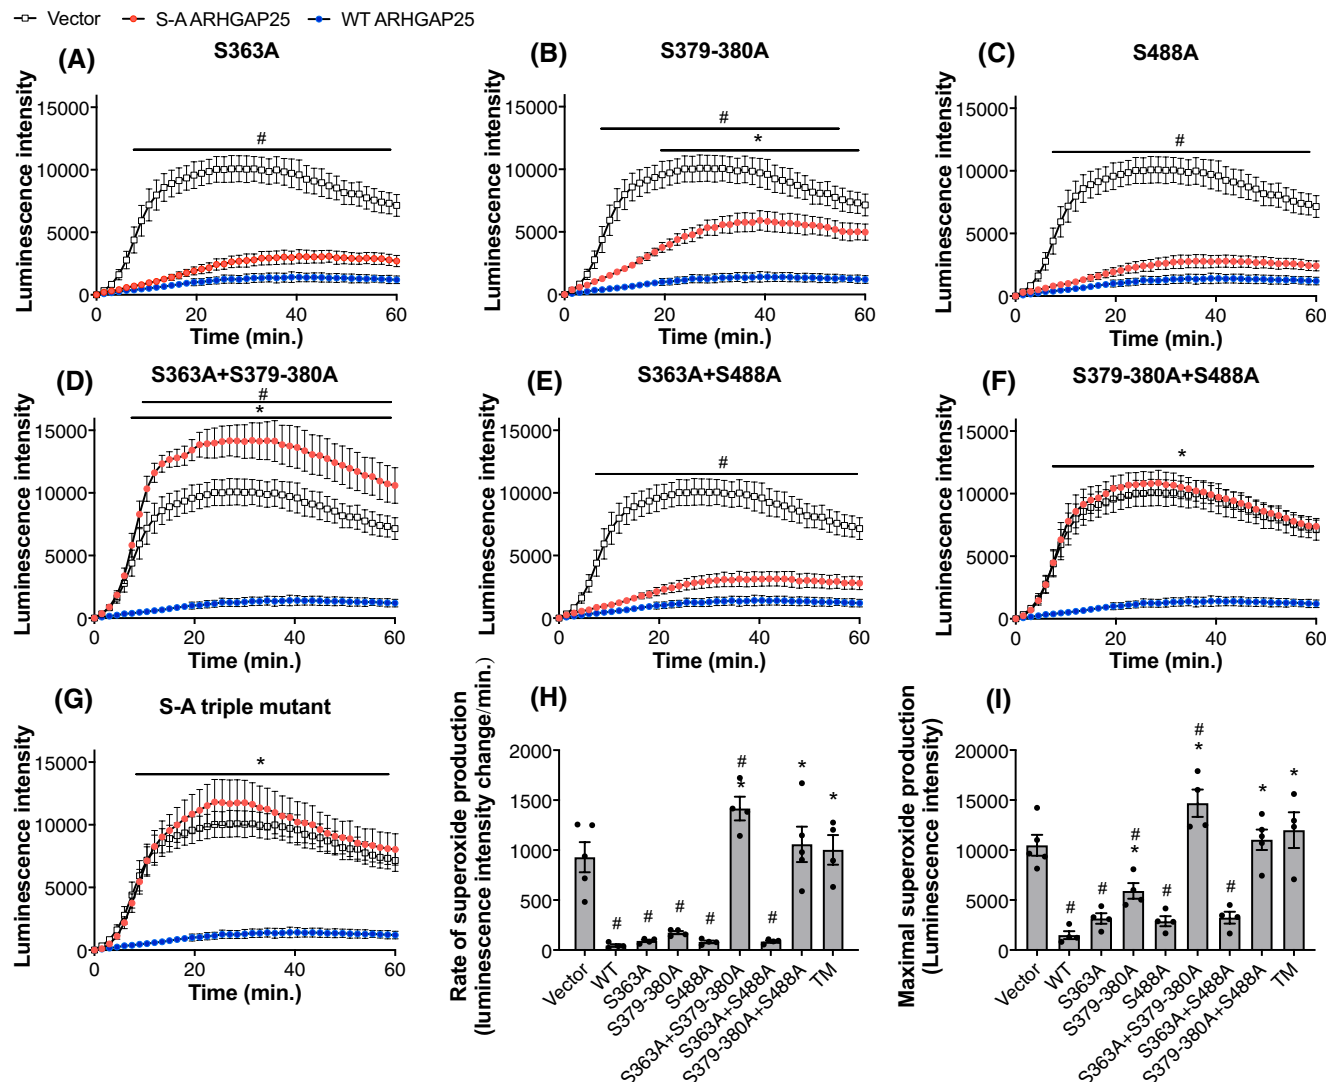 Vector S-A ARHGAP25 WT ARHGAP25
(A) S363A
Luminescence intensity
15000
10000
5000
0
#
0 20 40 60
Time (min.)
(B) S379-380A
Luminescence intensity
15000
10000
5000
0
#
*
0 20 40 60
Time (min.)
(C) S488A
Luminescence intensity
15000
10000
5000
0
#
0 20 40 60
Time (min.)
(D) S363A+S379-380A
Luminescence intensity
15000
10000
5000
0
#
*
0 20 40 60
Time (min.)
(E) S363A+S488A
Luminescence intensity
15000
10000
5000
0
#
0 20 40 60
Time (min.)
(F) S379-380A+S488A
Luminescence intensity
15000
10000
5000
0
*
0 20 40 60
Time (min.)
(G) S-A triple mutant
Luminescence intensity
15000
10000
5000
0
*
0 20 40 60
Time (min.)
(H)
Rate of superoxide production
(luminescence intensity change/min.)
2000
1500
1000
500
0
# # # # # * # * *
Vector
WT
S363A
S379-380A
S488A
S363A+S379-380A
S363A+S488A
S379-380A+S488A
TM
(I)
Maximal superoxide production
(Luminescence intensity)
20000
15000
10000
5000
0
# # # * # # * # * *
Vector
WT
S363A
S379-380A
S488A
S363A+S379-380A
S363A+S488A
S379-380A+S488A
TM